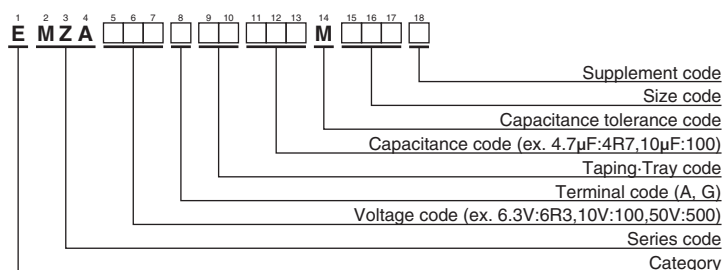 1 2 3 4 5 6 7 8 9 10 11 12 13 14 15 16 17 18
E M Z A □□□ □ □□ □□□ M □□□ □
Supplement code
Size code
Capacitance tolerance code
Capacitance code (ex. 4.7µF:4R7,10µF:100)
Taping·Tray code
Terminal code (A, G)
Voltage code (ex. 6.3V:6R3,10V:100,50V:500)
Series code
Category